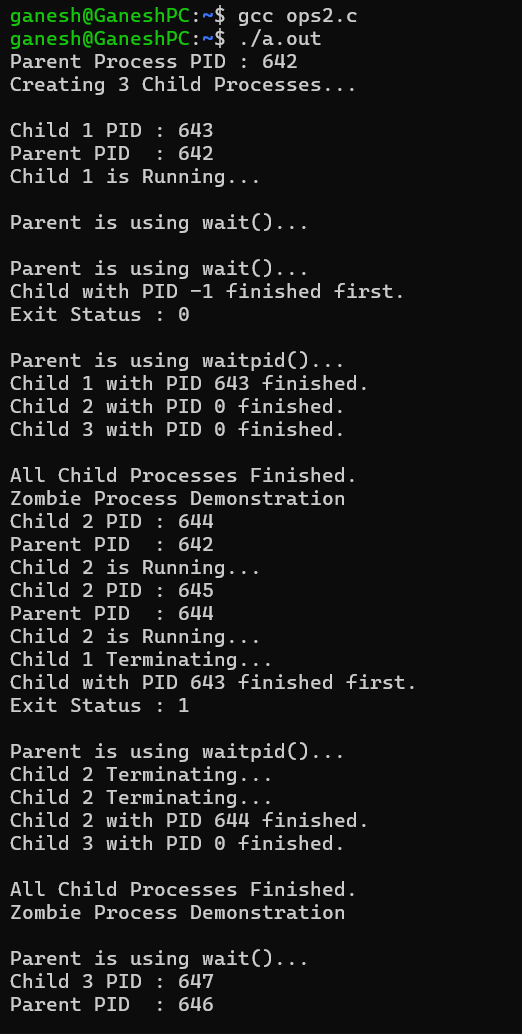 ganesh@GaneshPC:~$ gcc ops2.c
ganesh@GaneshPC:~$ ./a.out
Parent Process PID : 642
Creating 3 Child Processes...

Child 1 PID : 643
Parent PID  : 642
Child 1 is Running...

Parent is using wait()...

Parent is using wait()...
Child with PID -1 finished first.
Exit Status : 0

Parent is using waitpid()...
Child 1 with PID 643 finished.
Child 2 with PID 0 finished.
Child 3 with PID 0 finished.

All Child Processes Finished.
Zombie Process Demonstration
Child 2 PID : 644
Parent PID  : 642
Child 2 is Running...
Child 2 PID : 645
Parent PID  : 644
Child 2 is Running...
Child 1 Terminating...
Child with PID 643 finished first.
Exit Status : 1

Parent is using waitpid()...
Child 2 Terminating...
Child 2 Terminating...
Child 2 with PID 644 finished.
Child 3 with PID 0 finished.

All Child Processes Finished.
Zombie Process Demonstration

Parent is using wait()...
Child 3 PID : 647
Parent PID  : 646